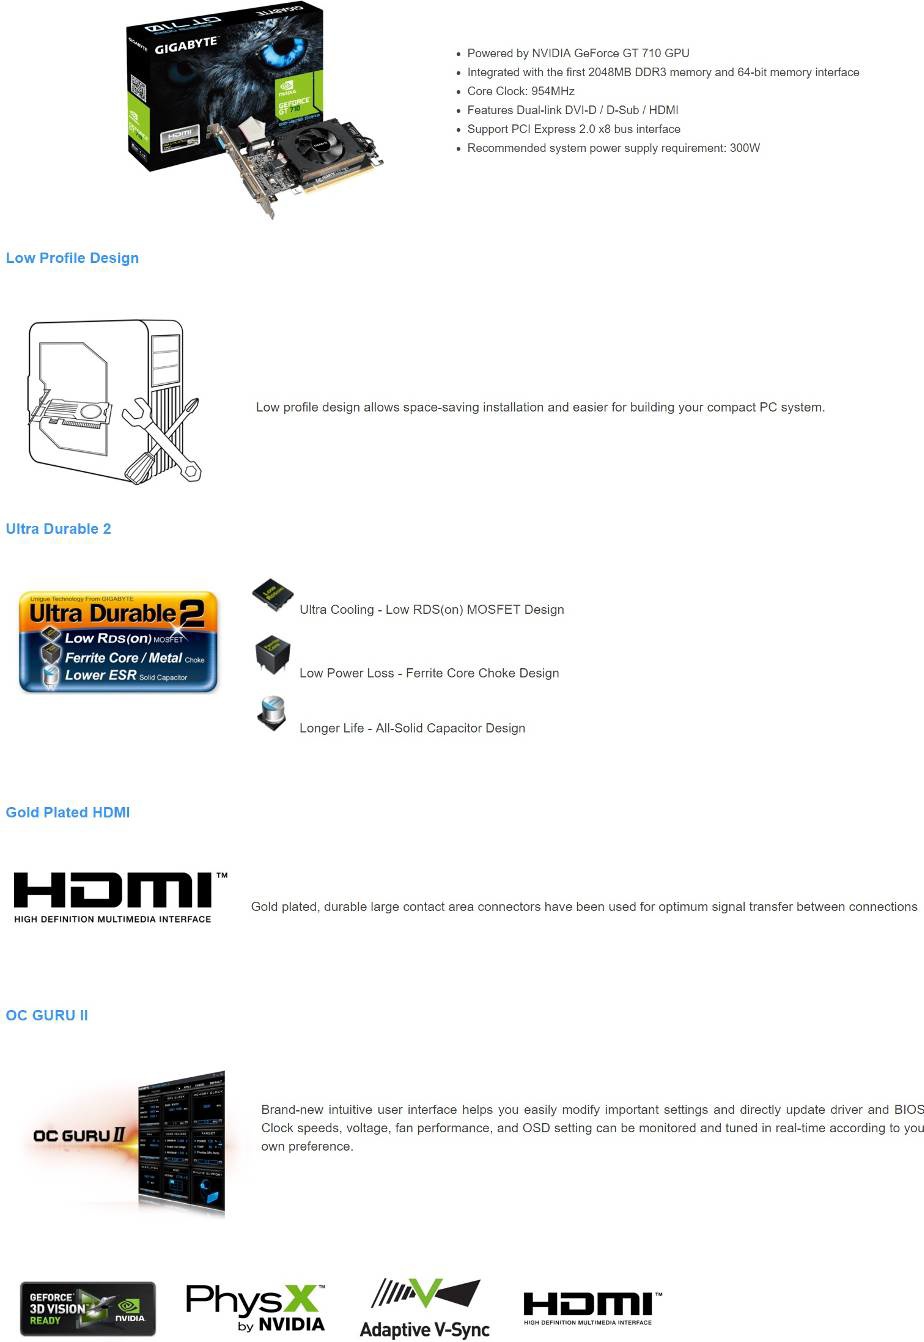 GT 710
GIGABYTE
NVIDIA
GEFORCE
GT 710
HDMI
Powered by NVIDIA GeForce GT 710 GPU
Integrated with the first 2048MB DDR3 memory and 64-bit memory interface
Core Clock: 954MHz
Features Dual-link DVI-D / D-Sub / HDMI
Support PCI Express 2.0 x8 bus interface
Recommended system power supply requirement: 300W
Low Profile Design
Low profile design allows space-saving installation and easier for building your compact PC system.
Ultra Durable 2
Unique Technology From GIGABYTE
Ultra Durable 2
Low RDS(on) MOSFET
Ferrite Core / Metal Choke
Lower ESR Solid Capacitor
Ultra Cooling - Low RDS(on) MOSFET Design
Low Power Loss - Ferrite Core Choke Design
Longer Life - All-Solid Capacitor Design
Gold Plated HDMI
HDMI™
HIGH DEFINITION MULTIMEDIA INTERFACE
Gold plated, durable large contact area connectors have been used for optimum signal transfer between connections
OC GURU II
OC GURU II
Brand-new intuitive user interface helps you easily modify important settings and directly update driver and BIOS
Clock speeds, voltage, fan performance, and OSD setting can be monitored and tuned in real-time according to you
own preference.
GEFORCE®
3D VISION
READY
NVIDIA.
PhysX™
by NVIDIA
Adaptive V-Sync
HDMI™
HIGH DEFINITION MULTIMEDIA INTERFACE